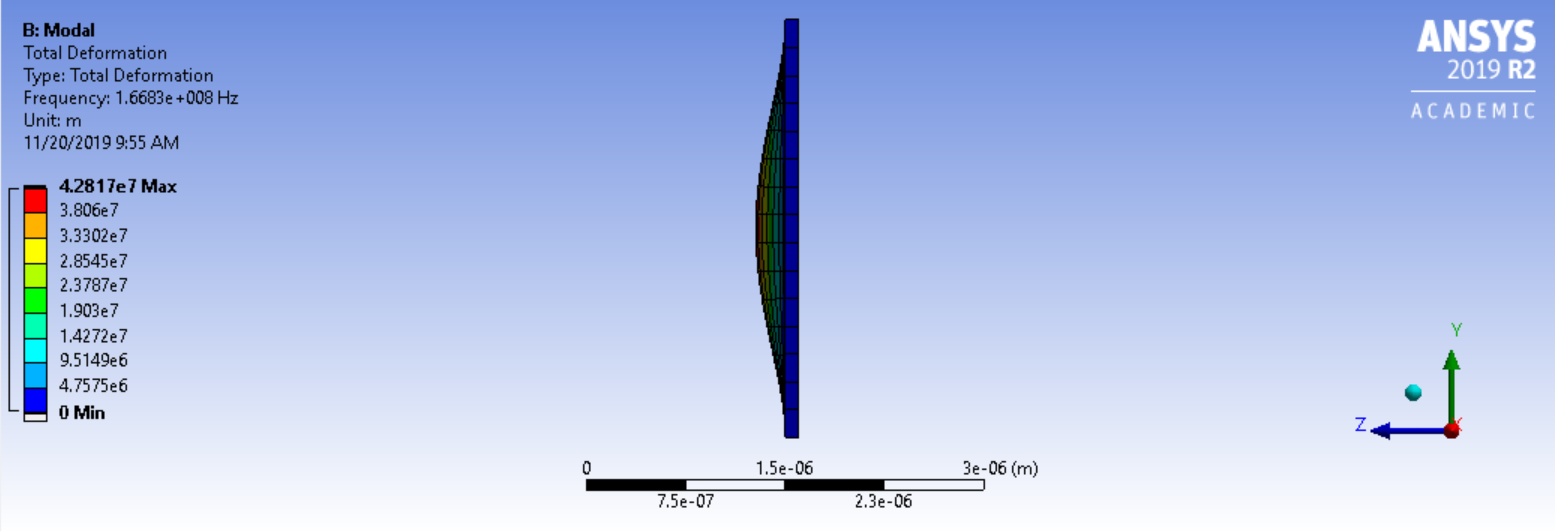 B: Modal
Total Deformation
Type: Total Deformation
Frequency: 1.6683e+008 Hz
Unit: m
11/20/2019 9:55 AM
4.2817e7 Max
3.806e7
3.3302e7
2.8545e7
2.3787e7
1.903e7
1.4272e7
9.5149e6
4.7575e6
0 Min
ANSYS
2019 R2
ACADEMIC
0 1.5e-06 3e-06 (m)
7.5e-07 2.3e-06
Y
Z X